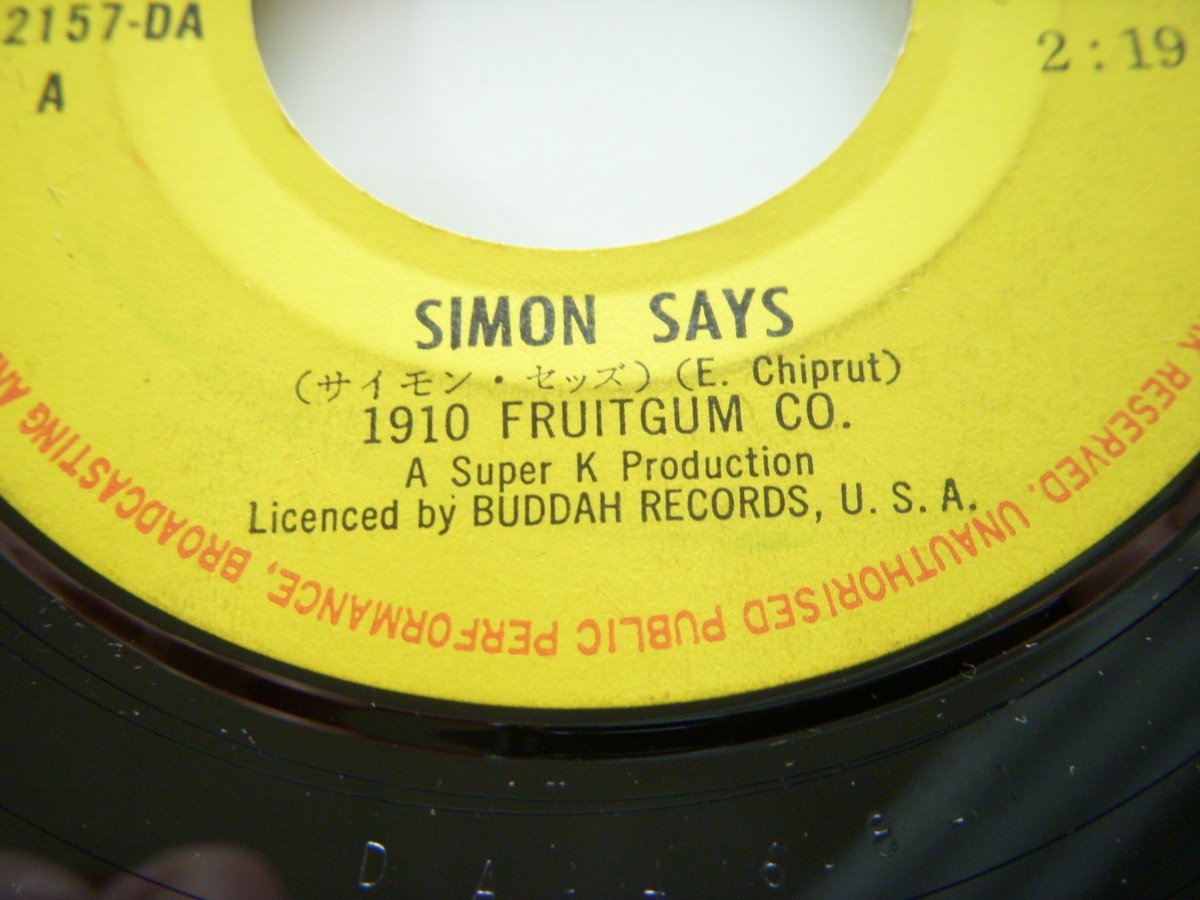 2157-DA
A
2:19
SIMON SAYS
(サイモン・セッズ) (E. Chiprut)
1910 FRUITGUM CO.
A Super K Production
Licenced by BUDDAH RECORDS, U. S. A.
RESERVED. UNAUTHORISED PUBLIC PERFORMANCE, BROADCASTING